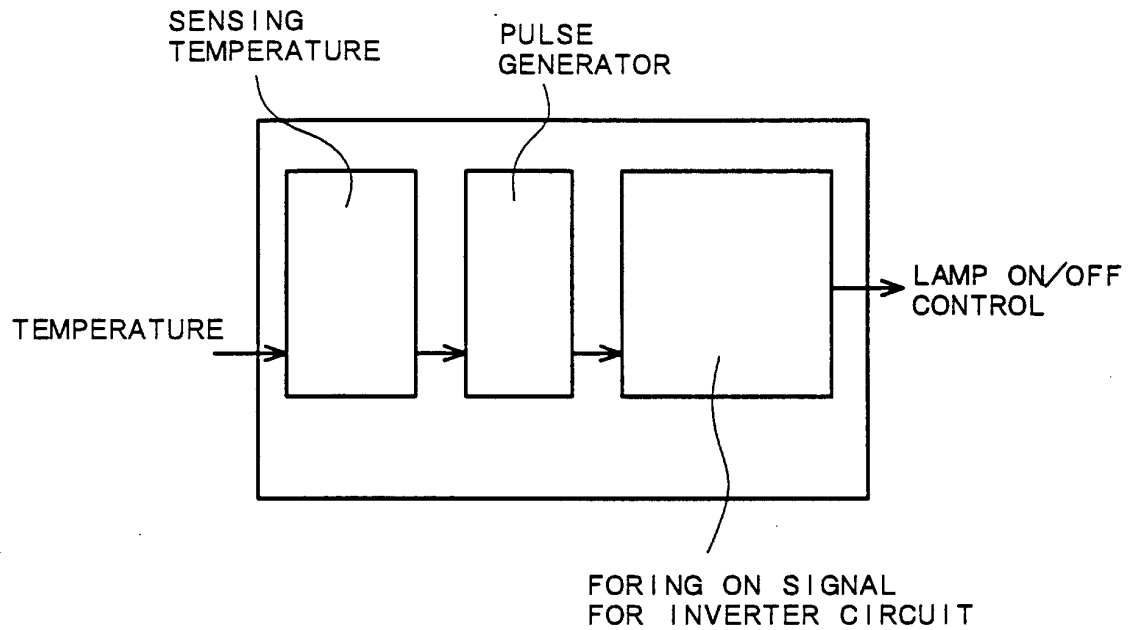 SENSING
TEMPERATURE
PULSE
GENERATOR
TEMPERATURE
LAMP ON/OFF
CONTROL
FORING ON SIGNAL
FOR INVERTER CIRCUIT